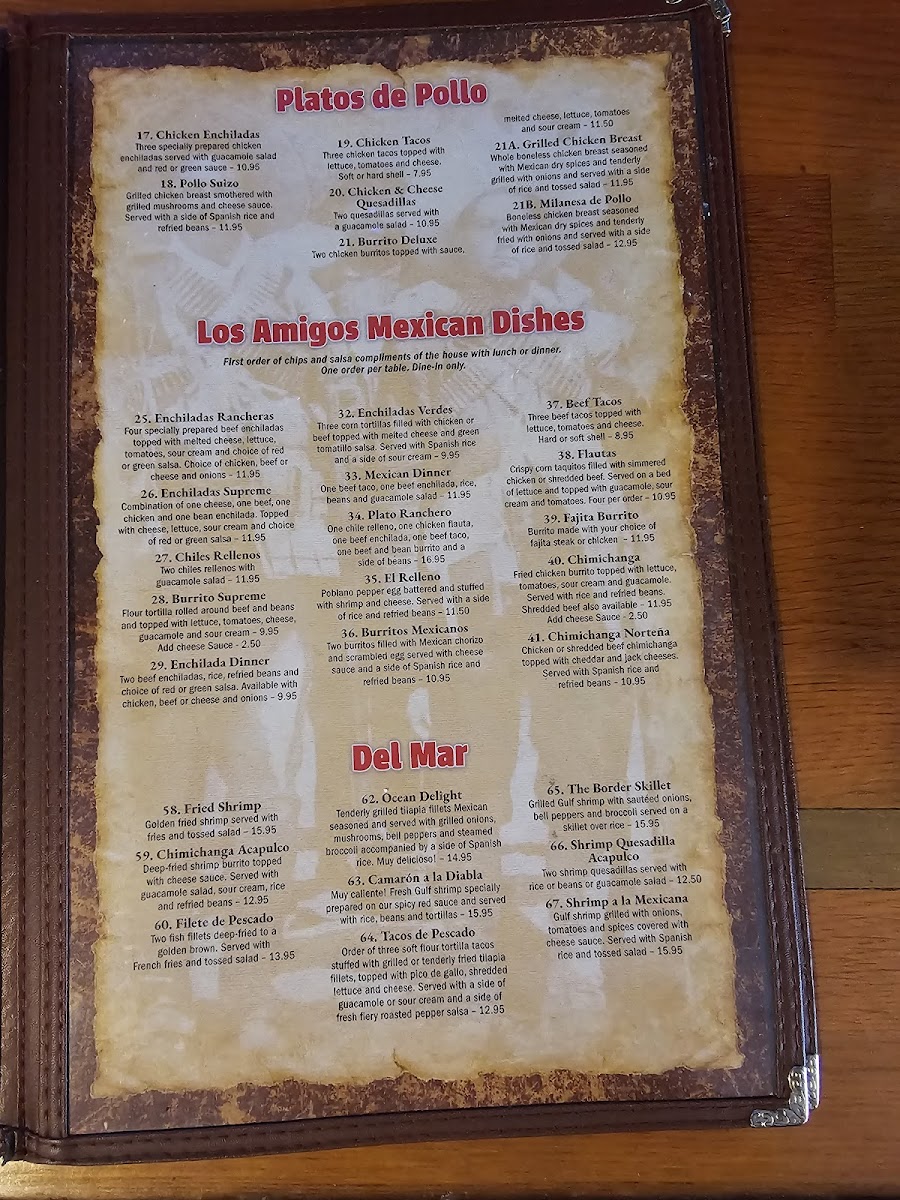 Platos de Pollo
17. Chicken Enchiladas
Three specially prepared chicken
enchiladas served with guacamole salad
and red or green sauce – 10.95
18. Pollo Suizo
Grilled chicken breast smothered with
grilled mushrooms and cheese sauce.
Served with a side of Spanish rice and
refried beans – 11.95
19. Chicken Tacos
Three chicken tacos topped with
lettuce, tomatoes and cheese.
Soft or hard shell – 7.95
20. Chicken & Cheese
Quesadillas
Two quesadillas served with
a guacamole salad – 10.95
21. Burrito Deluxe
Two chicken burritos topped with sauce,
melted cheese, lettuce, tomatoes
and sour cream – 11.50
21A. Grilled Chicken Breast
Whole boneless chicken breast seasoned
with Mexican dry spices and tenderly
grilled with onions and served with a side
of rice and tossed salad – 11.95
21B. Milanesa de Pollo
Boneless chicken breast seasoned
with Mexican dry spices and tenderly
fried with onions and served with a side
of rice and tossed salad – 12.95
Los Amigos Mexican Dishes
First order of chips and salsa compliments of the house with lunch or dinner.
One order per table. Dine-in only.
25. Enchiladas Rancheras
Four specially prepared beef enchiladas
topped with melted cheese, lettuce,
tomatoes, sour cream and choice of red
or green salsa. Choice of chicken, beef or
cheese and onions – 11.95
26. Enchiladas Supreme
Combination of one cheese, one beef, one
chicken and one bean enchilada. Topped
with cheese, lettuce, sour cream and choice
of red or green salsa – 11.95
27. Chiles Rellenos
Two chiles rellenos with
guacamole salad – 11.95
28. Burrito Supreme
Flour tortilla rolled around beef and beans
and topped with lettuce, tomatoes, cheese,
guacamole and sour cream – 9.95
Add cheese Sauce – 2.50
29. Enchilada Dinner
Two beef enchiladas, rice, refried beans and
choice of red or green salsa. Available with
chicken, beef or cheese and onions – 9.95
32. Enchiladas Verdes
Three corn tortillas filled with chicken or
beef topped with melted cheese and green
tomatillo salsa. Served with Spanish rice
and a side of sour cream – 9.95
33. Mexican Dinner
One beef taco, one beef enchilada, rice,
beans and guacamole salad – 11.95
34. Plato Ranchero
One chile relleno, one chicken flauta,
one beef enchilada, one beef taco,
one beef and bean burrito and a
side of beans – 16.95
35. El Relleno
Poblano pepper egg battered and stuffed
with shrimp and cheese. Served with a side
of rice and refried beans – 11.50
36. Burritos Mexicanos
Two burritos filled with Mexican chorizo
and scrambled egg served with cheese
sauce and a side of Spanish rice and
refried beans – 10.95
37. Beef Tacos
Three beef tacos topped with
lettuce, tomatoes and cheese.
Hard or soft shell – 8.95
38. Flautas
Crispy corn taquitos filled with simmered
chicken or shredded beef. Served on a bed
of lettuce and topped with guacamole, sour
cream and tomatoes. Four per order – 10.95
39. Fajita Burrito
Burrito made with your choice of
fajita steak or chicken – 11.95
40. Chimichanga
Fried chicken burrito topped with lettuce,
tomatoes, sour cream and guacamole.
Served with rice and refried beans.
Shredded beef also available – 11.95
Add cheese Sauce – 2.50
41. Chimichanga Norteña
Chicken or shredded beef chimichanga
topped with cheddar and jack cheeses.
Served with Spanish rice and
refried beans – 10.95
Del Mar
58. Fried Shrimp
Golden fried shrimp served with
fries and tossed salad – 15.95
59. Chimichanga Acapulco
Deep-fried shrimp burrito topped
with cheese sauce. Served with
guacamole salad, sour cream, rice
and refried beans – 12.95
60. Filete de Pescado
Two fish fillets deep-fried to a
golden brown. Served with
French fries and tossed salad – 13.95
62. Ocean Delight
Tenderly grilled tilapia fillets Mexican
seasoned and served with grilled onions,
mushrooms, bell peppers and steamed
broccoli accompanied by a side of Spanish
rice. Muy delicioso! – 14.95
63. Camarón a la Diabla
Muy caliente! Fresh Gulf shrimp specially
prepared on our spicy red sauce and served
with rice, beans and tortillas – 15.95
64. Tacos de Pescado
Order of three soft flour tortilla tacos
stuffed with grilled or tenderly fried tilapia
fillets, topped with pico de gallo, shredded
lettuce and cheese. Served with a side of
guacamole or sour cream and a side of
fresh fiery roasted pepper salsa – 12.95
65. The Border Skillet
Grilled Gulf shrimp with sautéed onions,
bell peppers and broccoli served on a
skillet over rice – 15.95
66. Shrimp Quesadilla
Acapulco
Two shrimp quesadillas served with
rice or beans or guacamole salad – 12.50
67. Shrimp a la Mexicana
Gulf shrimp grilled with onions,
tomatoes and spices covered with
cheese sauce. Served with Spanish
rice and tossed salad – 15.95